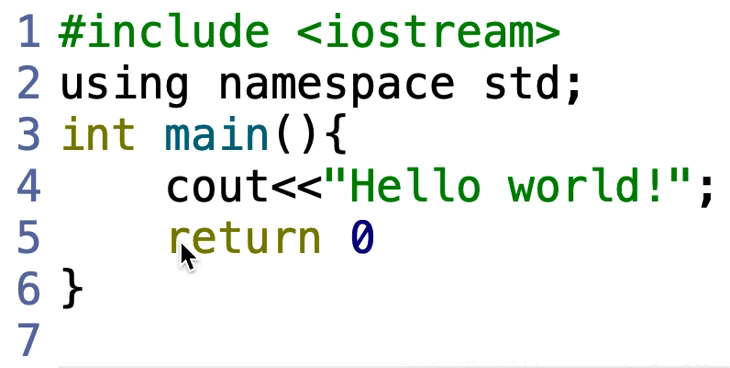 1 #include <iostream>
2 using namespace std;
3 int main(){
4     cout<<"Hello world!";
5     return 0
6 }
7